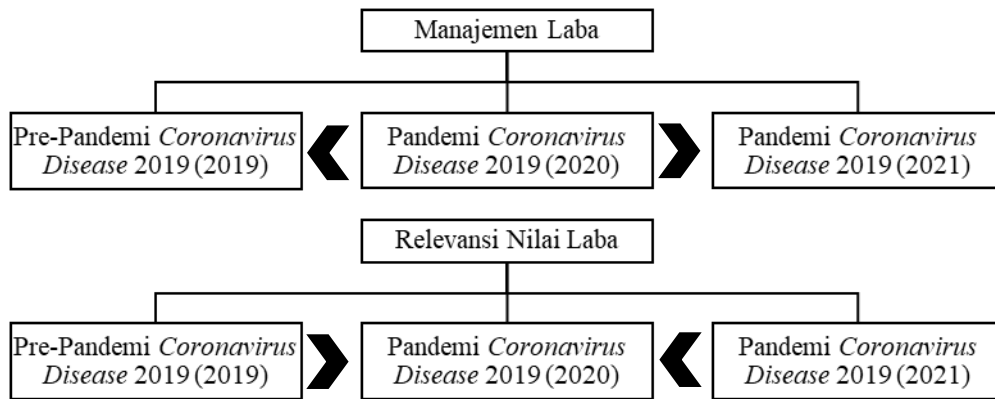 Manajemen Laba
Pre-Pandemi Coronavirus
Disease 2019 (2019)
Pandemi Coronavirus
Disease 2019 (2020)
Pandemi Coronavirus
Disease 2019 (2021)
Relevansi Nilai Laba
Pre-Pandemi Coronavirus
Disease 2019 (2019)
Pandemi Coronavirus
Disease 2019 (2020)
Pandemi Coronavirus
Disease 2019 (2021)